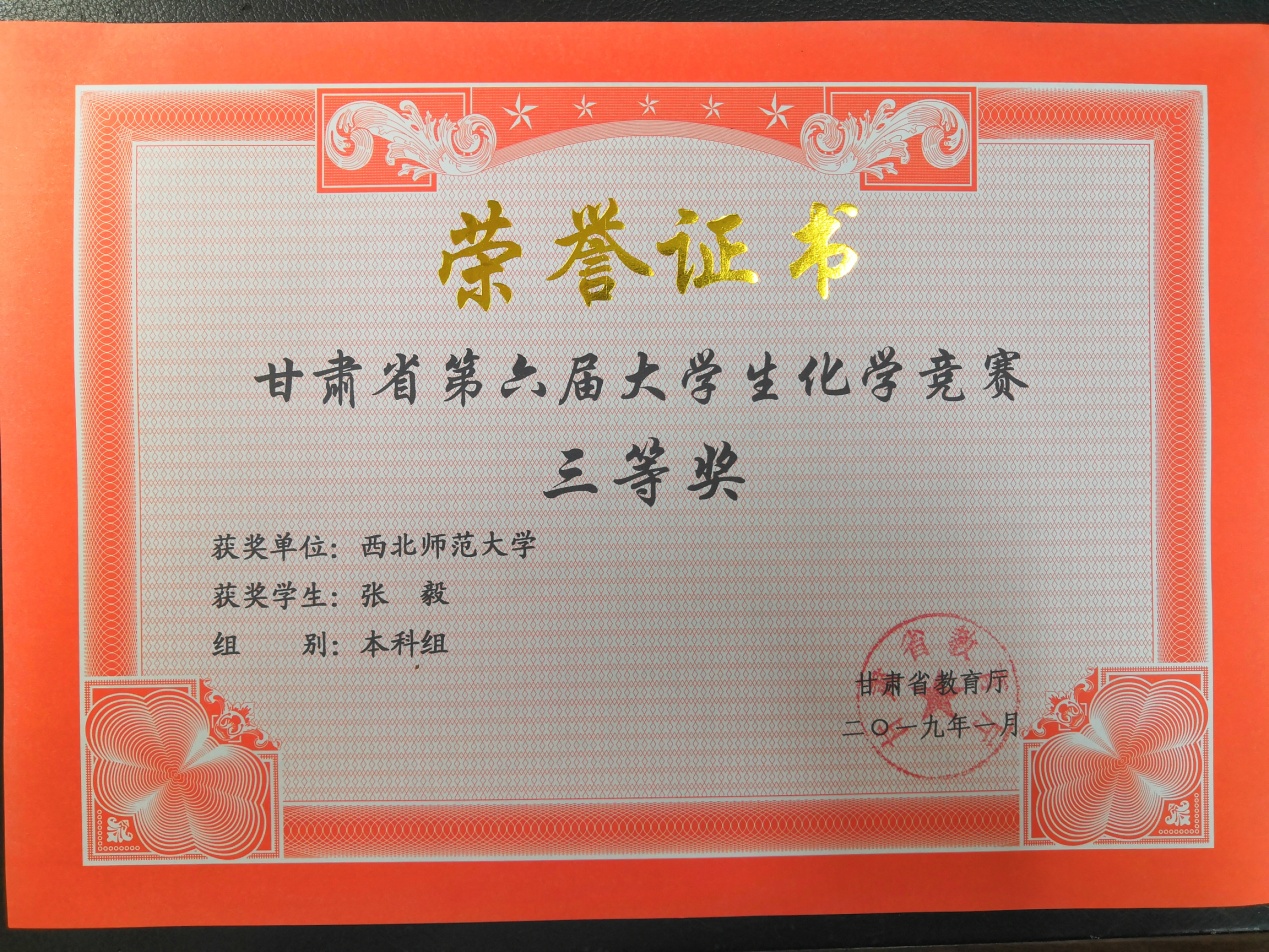 荣誉证书
甘肃省第六届大学生化学竞赛
三等奖
获奖单位：西北师范大学
获奖学生：张　毅
组　　别：本科组
甘肃省教育厅
二〇一九年一月